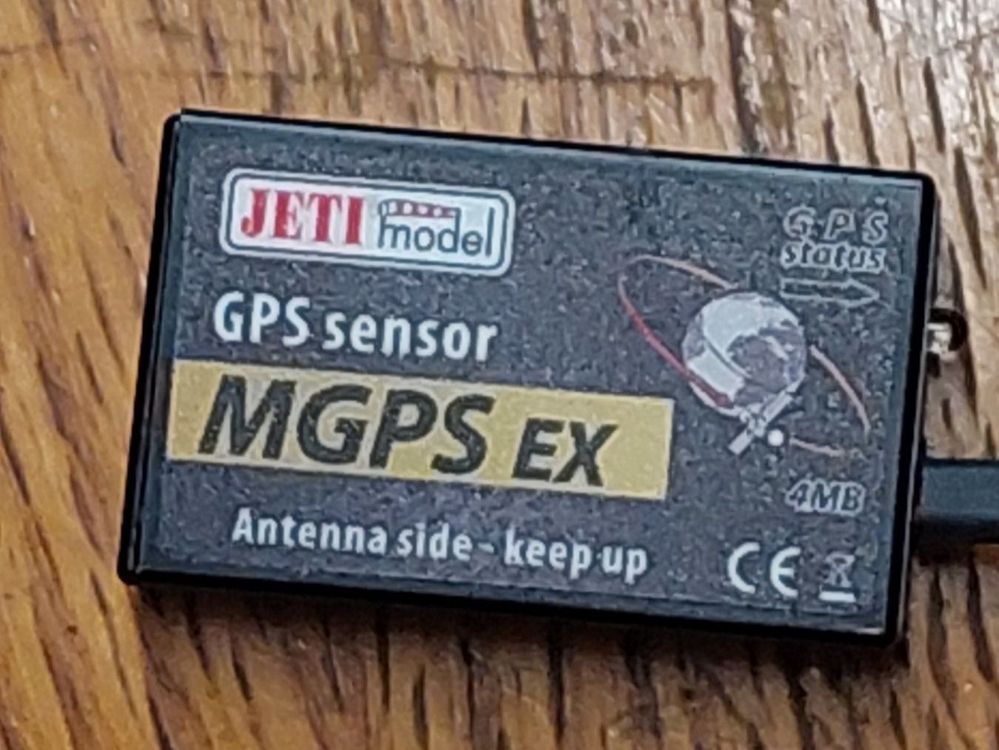 JETI model
GPS
status
GPS sensor
MGPS EX
4MB
Antenna side - keep up
CE